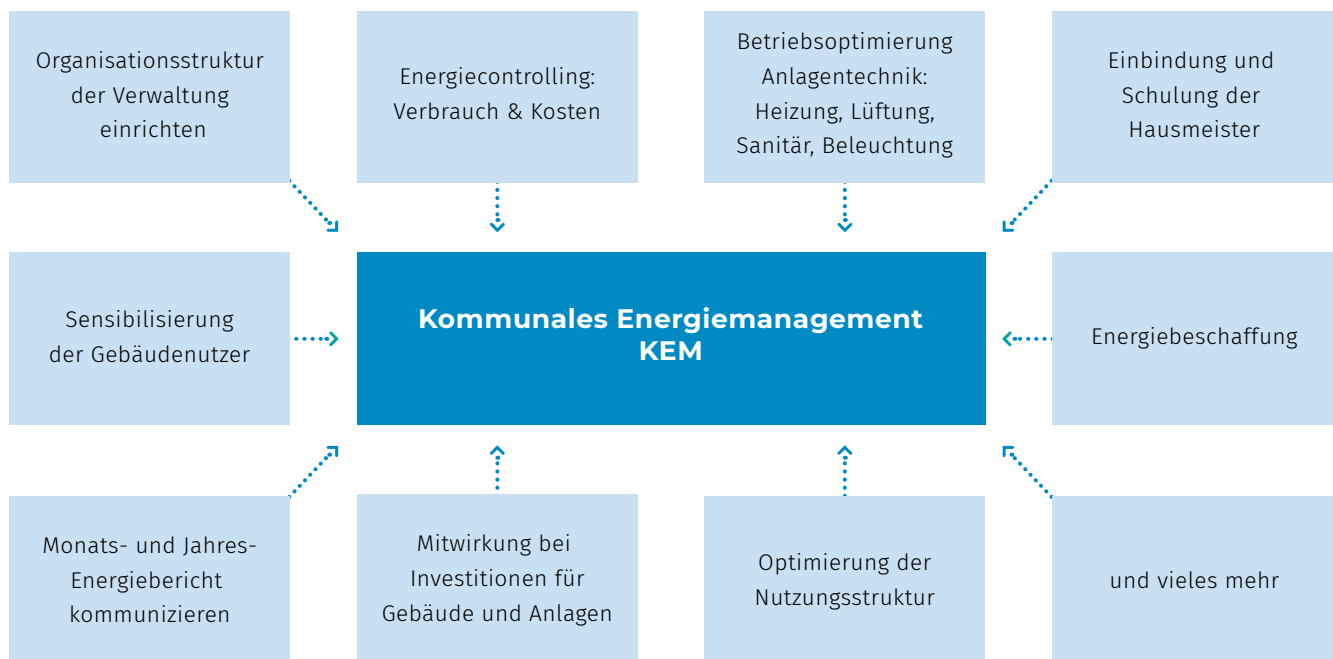 Organisationsstruktur
der Verwaltung
einrichten
Energiecontrolling:
Verbrauch & Kosten
Betriebsoptimierung
Anlagentechnik:
Heizung, Lüftung,
Sanitär, Beleuchtung
Einbindung und
Schulung der
Hausmeister
Sensibilisierung
der Gebäudenutzer
Kommunales Energiemanagement
KEM
Energiebeschaffung
Monats- und Jahres-
Energiebericht
kommunizieren
Mitwirkung bei
Investitionen für
Gebäude und Anlagen
Optimierung der
Nutzungsstruktur
und vieles mehr